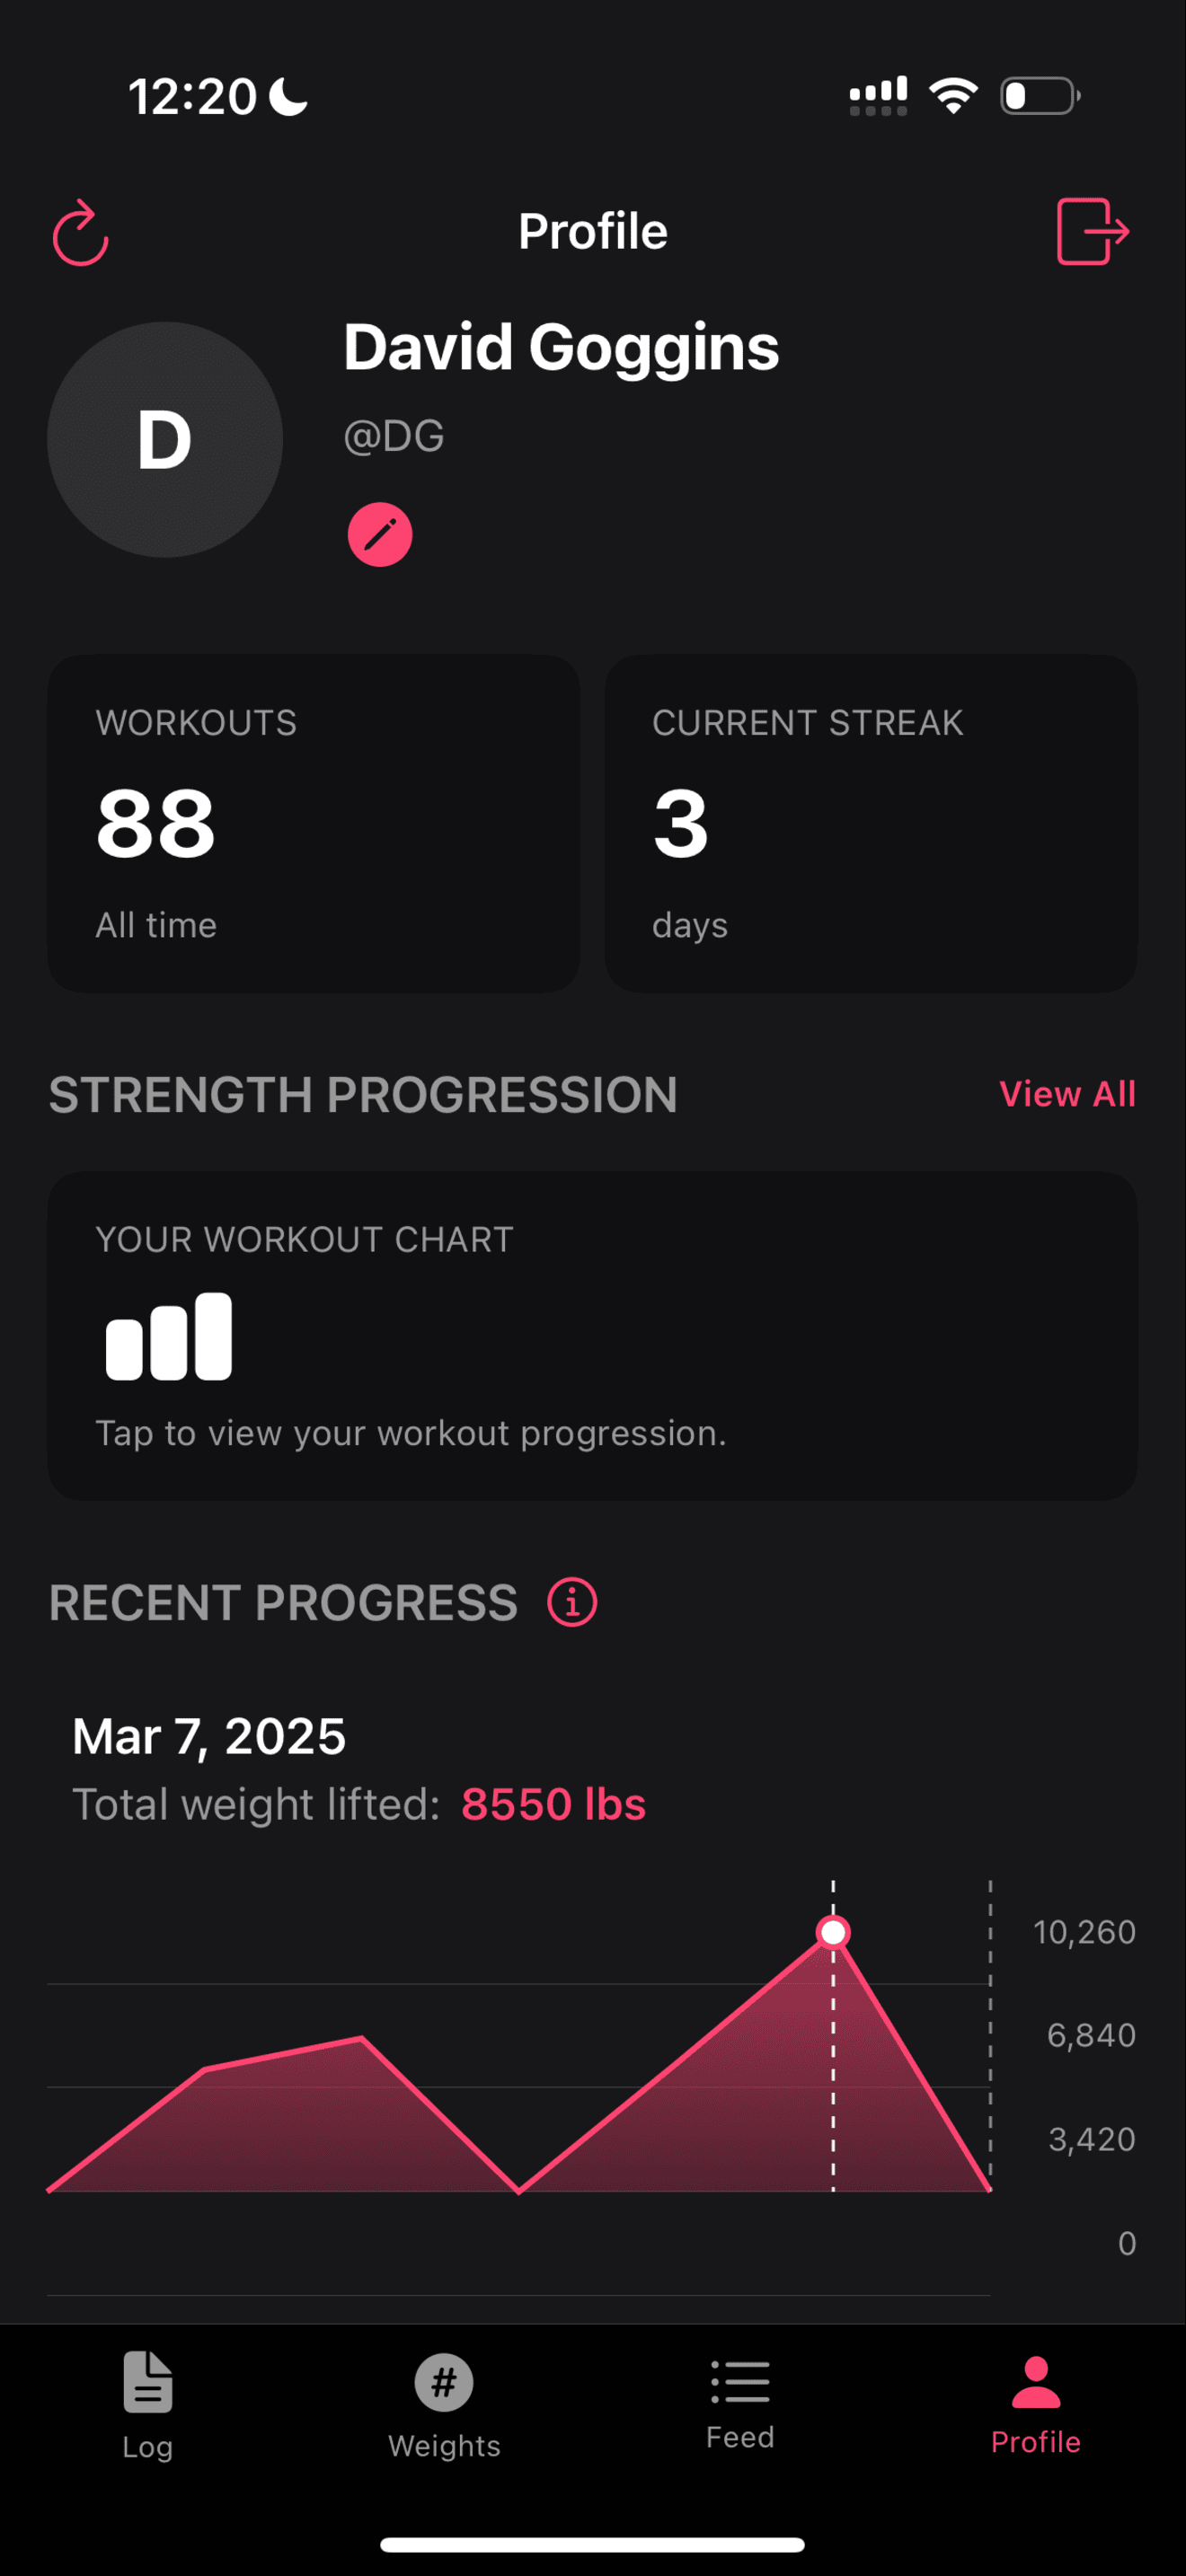 12:20
Profile
D
David Goggins
@DG
WORKOUTS
88
All time
CURRENT STREAK
3
days
STRENGTH PROGRESSION
View All
YOUR WORKOUT CHART
Tap to view your workout progression.
RECENT PROGRESS
Mar 7, 2025
Total weight lifted: 8550 lbs
10,260
6,840
3,420
0
Log
#
Weights
Feed
Profile